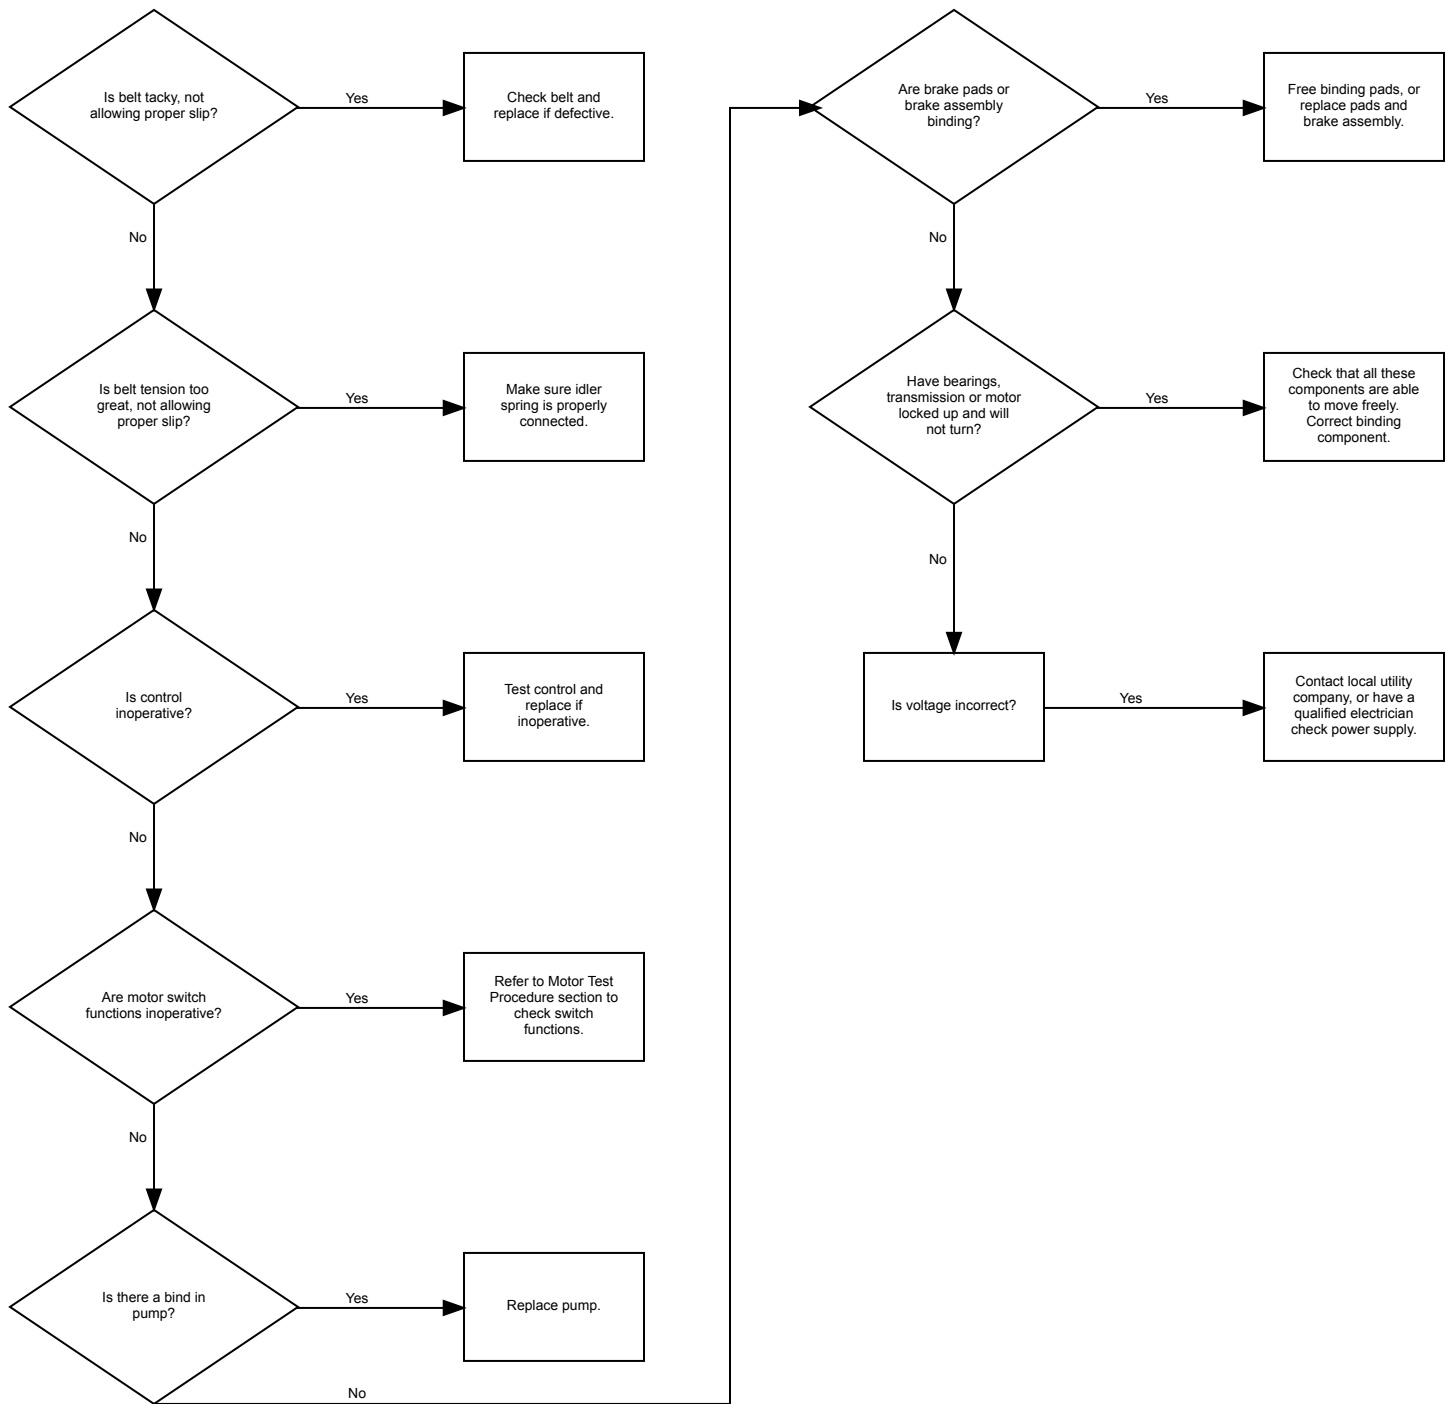 Is belt tacky, not
allowing proper slip?
Yes
Check belt and
replace if defective.
No
Is belt tension too
great, not allowing
proper slip?
Yes
Make sure idler
spring is properly
connected.
No
Is control
inoperative?
Yes
Test control and
replace if
inoperative.
No
Are motor switch
functions inoperative?
Yes
Refer to Motor Test
Procedure section to
check switch
functions.
No
Is there a bind in
pump?
Yes
Replace pump.
No
Are brake pads or
brake assembly
binding?
Yes
Free binding pads, or
replace pads and
brake assembly.
No
Have bearings,
transmission or motor
locked up and will
not turn?
Yes
Check that all these
components are able
to move freely.
Correct binding
component.
No
Is voltage incorrect?
Yes
Contact local utility
company, or have a
qualified electrician
check power supply.